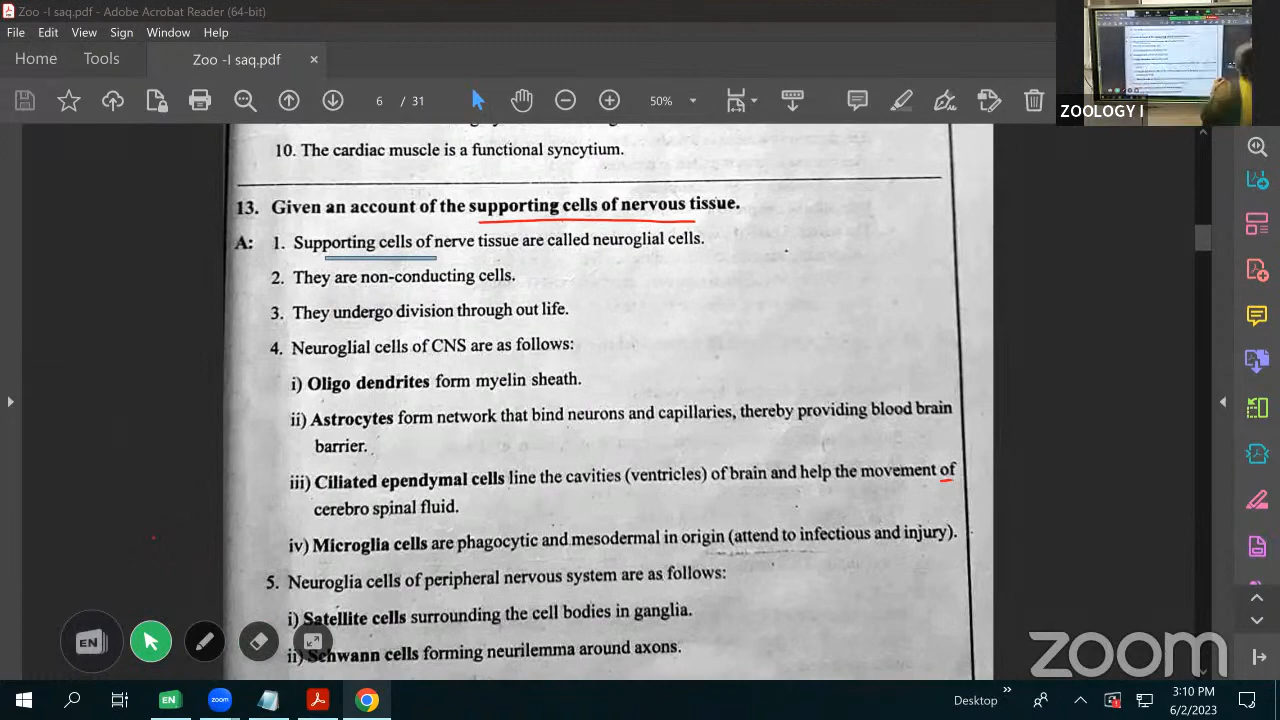 Zoo -I saq.pdf - Adobe Acrobat Reader (64-bit)
File Edit View Sign Window Help
Home Tools Zoo -I saq.pdf ×
6 / 31 50%
ZOOLOGY I
10. The cardiac muscle is a functional syncytium.
13. Given an account of the supporting cells of nervous tissue.
A: 1. Supporting cells of nerve tissue are called neuroglial cells.
2. They are non-conducting cells.
3. They undergo division through out life.
4. Neuroglial cells of CNS are as follows:
i) Oligo dendrites form myelin sheath.
ii) Astrocytes form network that bind neurons and capillaries, thereby providing blood brain
barrier.
iii) Ciliated ependymal cells line the cavities (ventricles) of brain and help the movement of
cerebro spinal fluid.
iv) Microglia cells are phagocytic and mesodermal in origin (attend to infectious and injury).
5. Neuroglia cells of peripheral nervous system are as follows:
i) Satellite cells surrounding the cell bodies in ganglia.
ii) Schwann cells forming neurilemma around axons.
EN
zoom
EN zoom Desktop 3:10 PM
6/2/2023